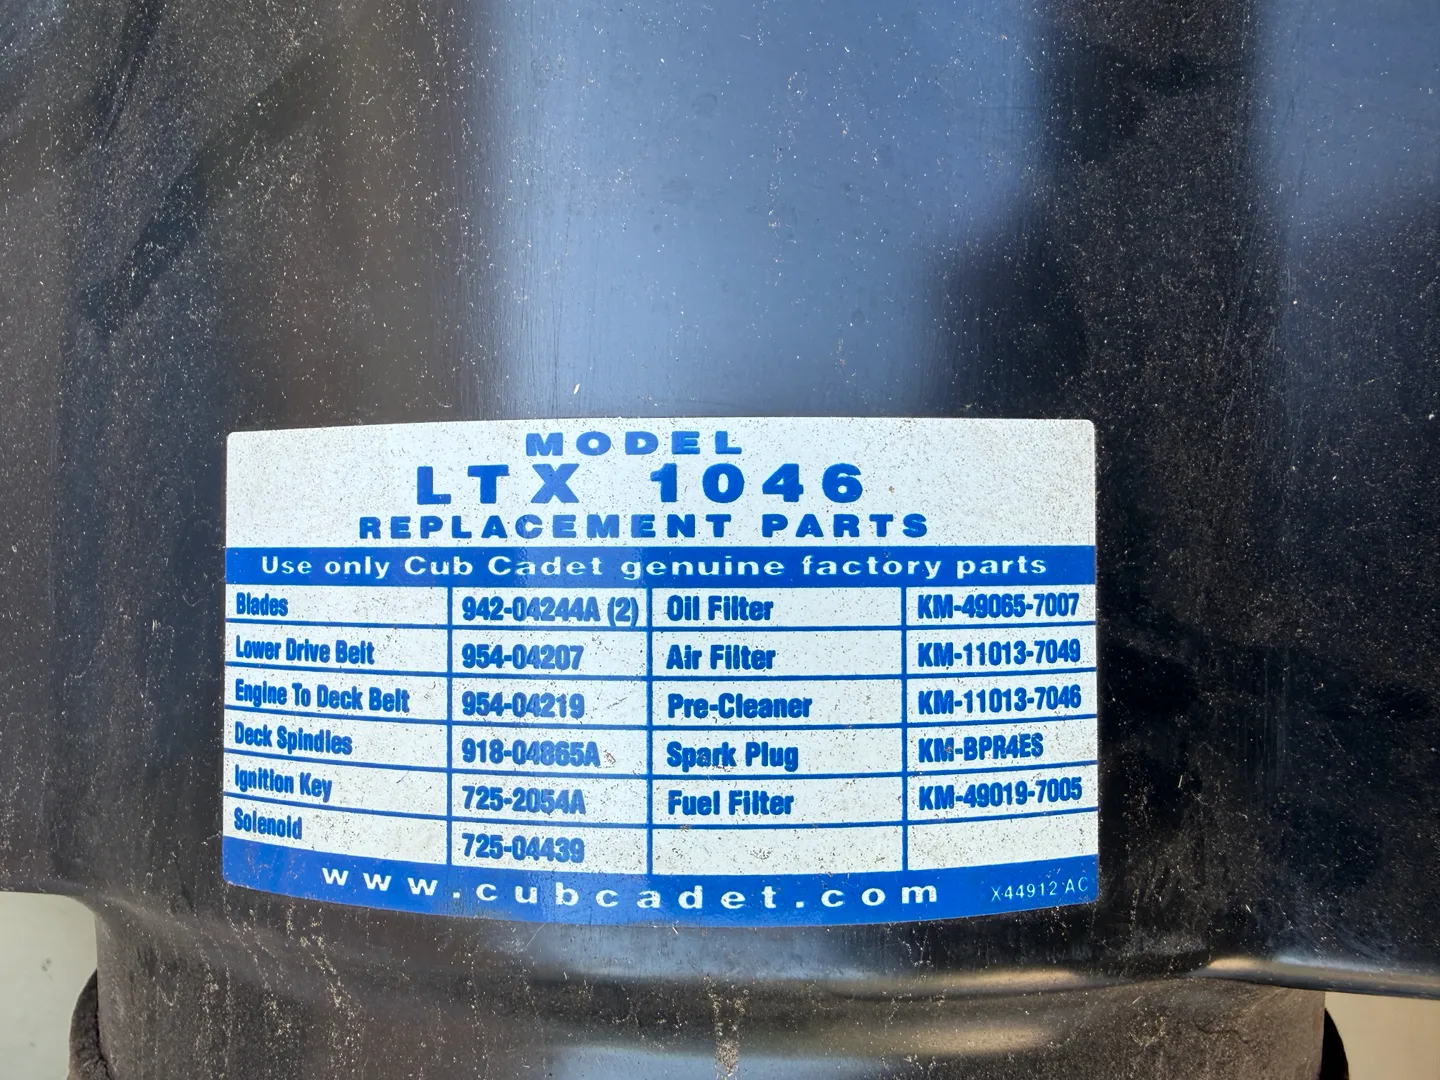 MODEL
LTX 1046
REPLACEMENT PARTS
Use only Cub Cadet genuine factory parts
Blades 942-04244A (2) Oil Filter KM-49065-7007
Lower Drive Belt 954-04207 Air Filter KM-11013-7049
Engine To Deck Belt 954-04219 Pre-Cleaner KM-11013-7046
Deck Spindles 918-04865A Spark Plug KM-BPR4ES
Ignition Key 725-2054A Fuel Filter KM-49019-7005
Solenoid 725-04439
www.cubcadet.com X44912 AC